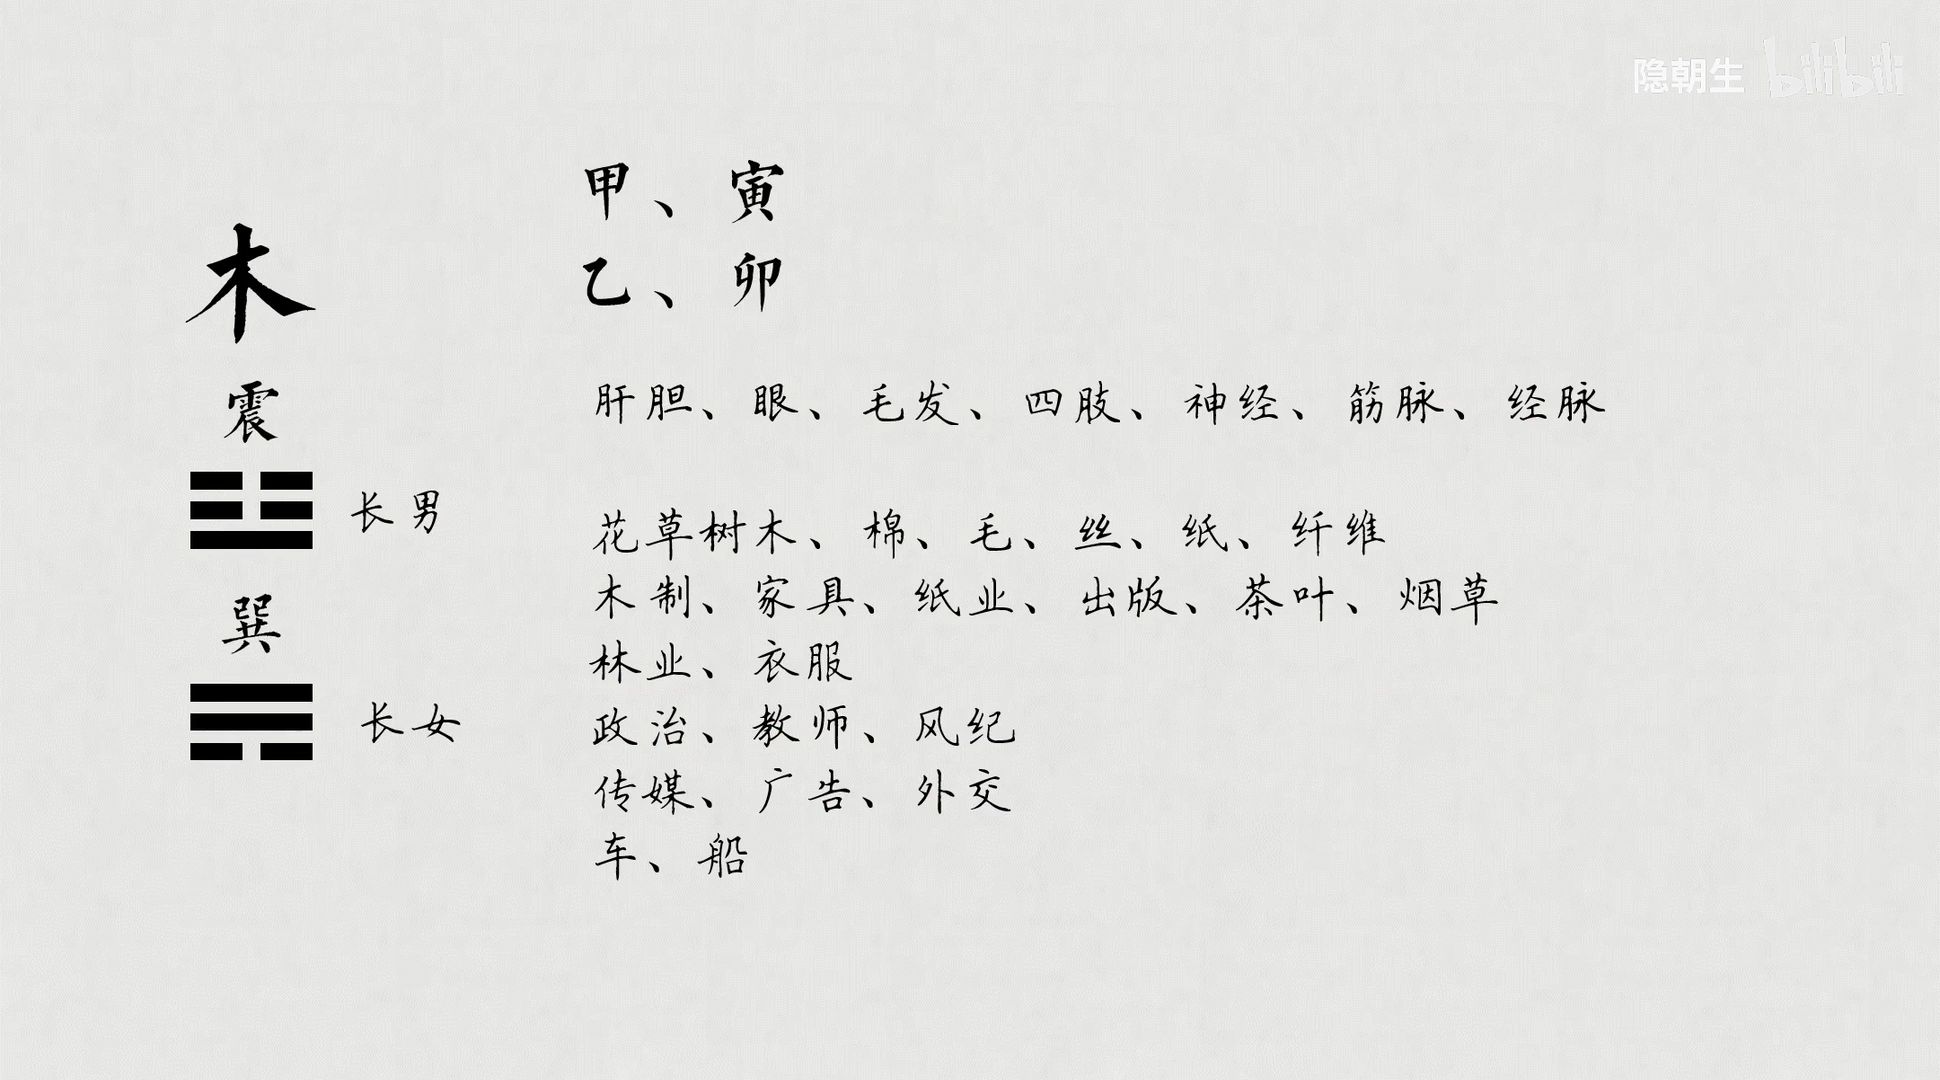 隐朝生 bilibili
甲、寅
乙、卯
木
震
长男
巽
长女
肝胆、眼、毛发、四肢、神经、筋脉、经脉
花草树木、棉、毛、丝、纸、纤维
木制、家具、纸业、出版、茶叶、烟草
林业、衣服
政治、教师、风纪
传媒、广告、外交
车、船